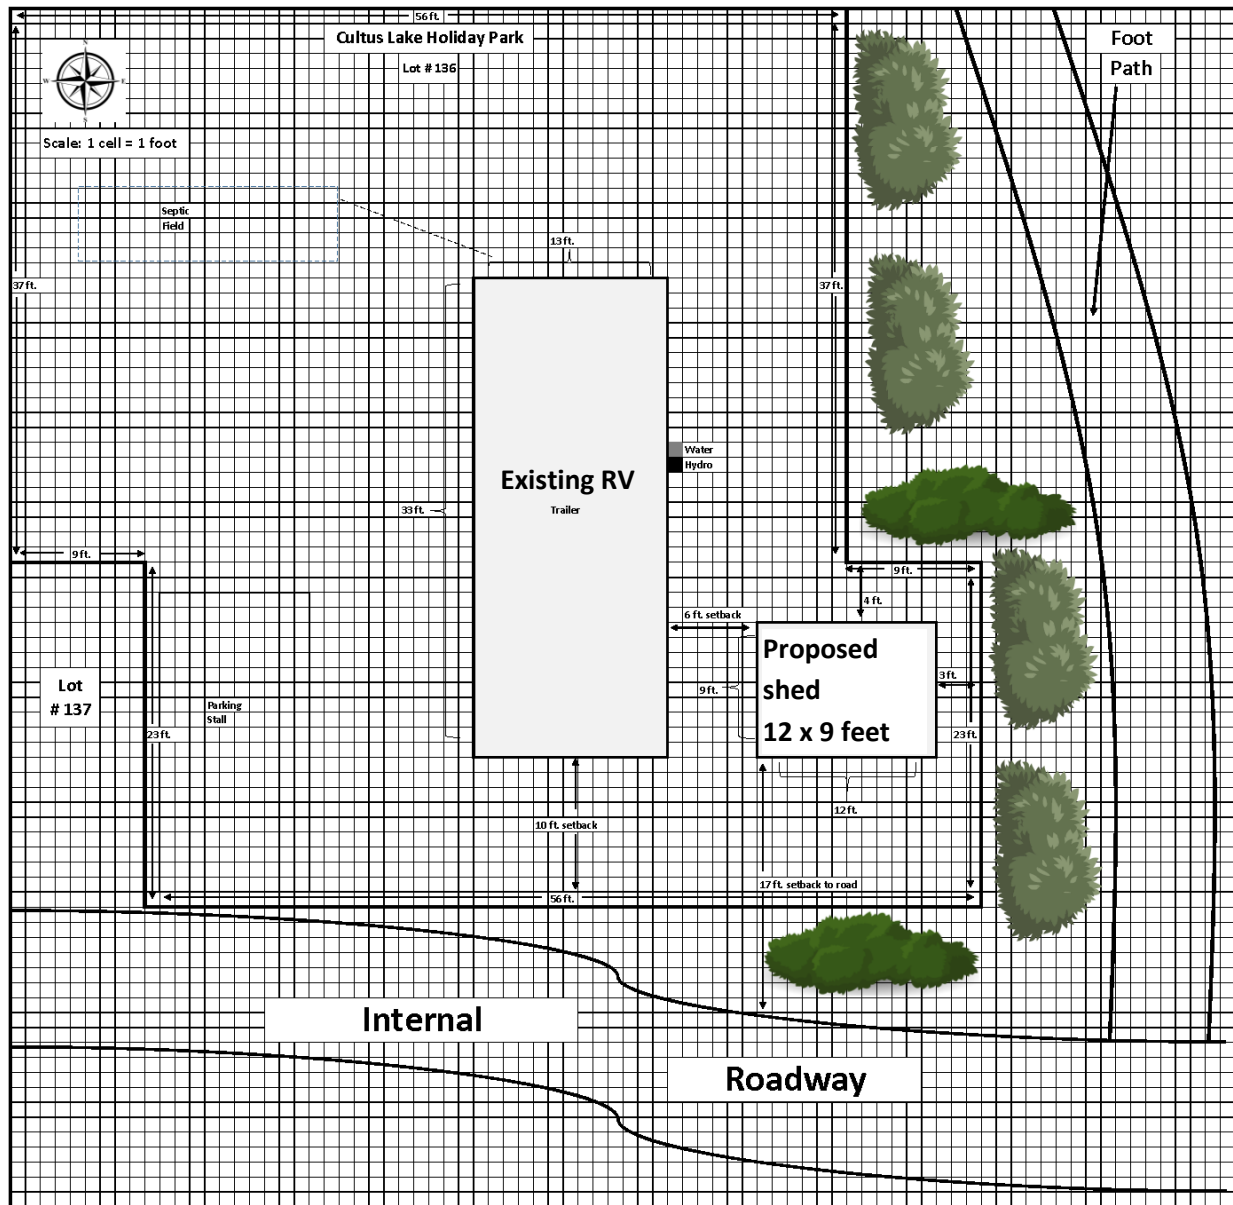 56 ft.
Cultus Lake Holiday Park
Lot # 136
Foot
Path
N
W
E
S
Scale: 1 cell = 1 foot
Septic
Field
13 ft.
37 ft.
37 ft.
Water
Hydro
Existing RV
Trailer
33 ft.
9 ft.
9 ft.
4 ft.
6 ft. setback
Proposed
shed
12 x 9 feet
9 ft.
3 ft.
Lot
# 137
Parking
Stall
23 ft.
23 ft.
12 ft.
10 ft. setback
17 ft. setback to road
56 ft.
Internal
Roadway